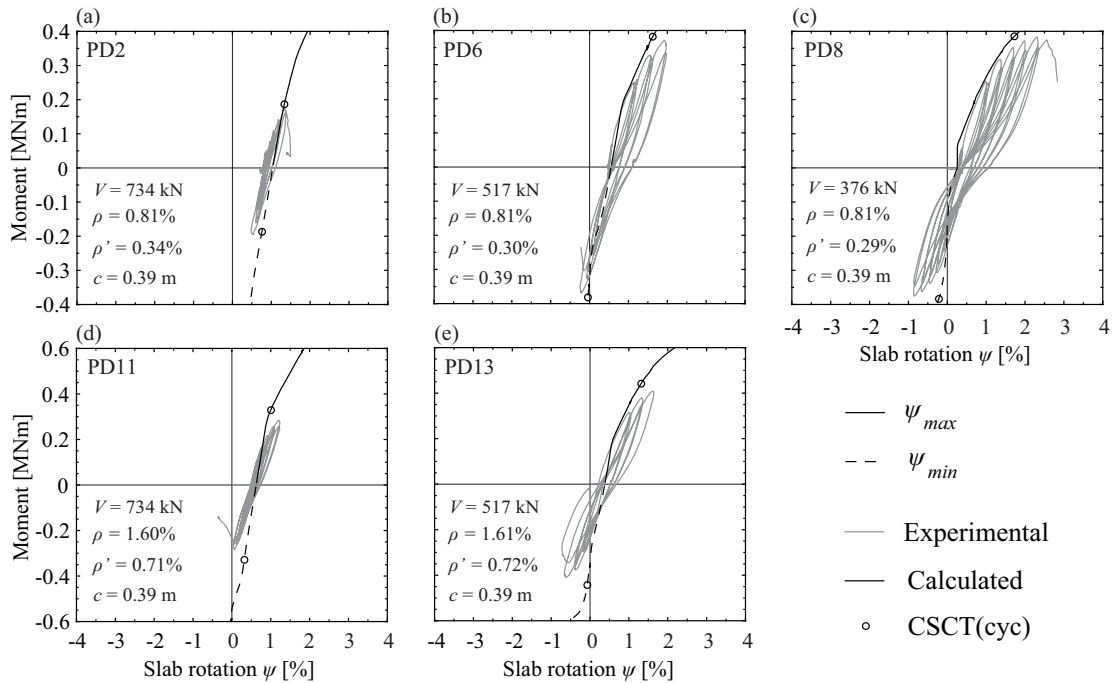 (a)
PD2
0.4
0.3
0.2
0.1
0
-0.1
-0.2
-0.3
-0.4
Moment [MNm]
V = 734 kN
ρ = 0.81%
ρ’ = 0.34%
c = 0.39 m
(b)
PD6
V = 517 kN
ρ = 0.81%
ρ’ = 0.30%
c = 0.39 m
(c)
PD8
V = 376 kN
ρ = 0.81%
ρ’ = 0.29%
c = 0.39 m
-4 -3 -2 -1 0 1 2 3 4
Slab rotation ψ [%]
(d)
PD11
0.6
0.4
0.2
0
-0.2
-0.4
-0.6
Moment [MNm]
V = 734 kN
ρ = 1.60%
ρ’ = 0.71%
c = 0.39 m
-4 -3 -2 -1 0 1 2 3 4
Slab rotation ψ [%]
(e)
PD13
V = 517 kN
ρ = 1.61%
ρ’ = 0.72%
c = 0.39 m
-4 -3 -2 -1 0 1 2 3 4
Slab rotation ψ [%]
ψmax
ψmin
Experimental
Calculated
CSCT(cyc)